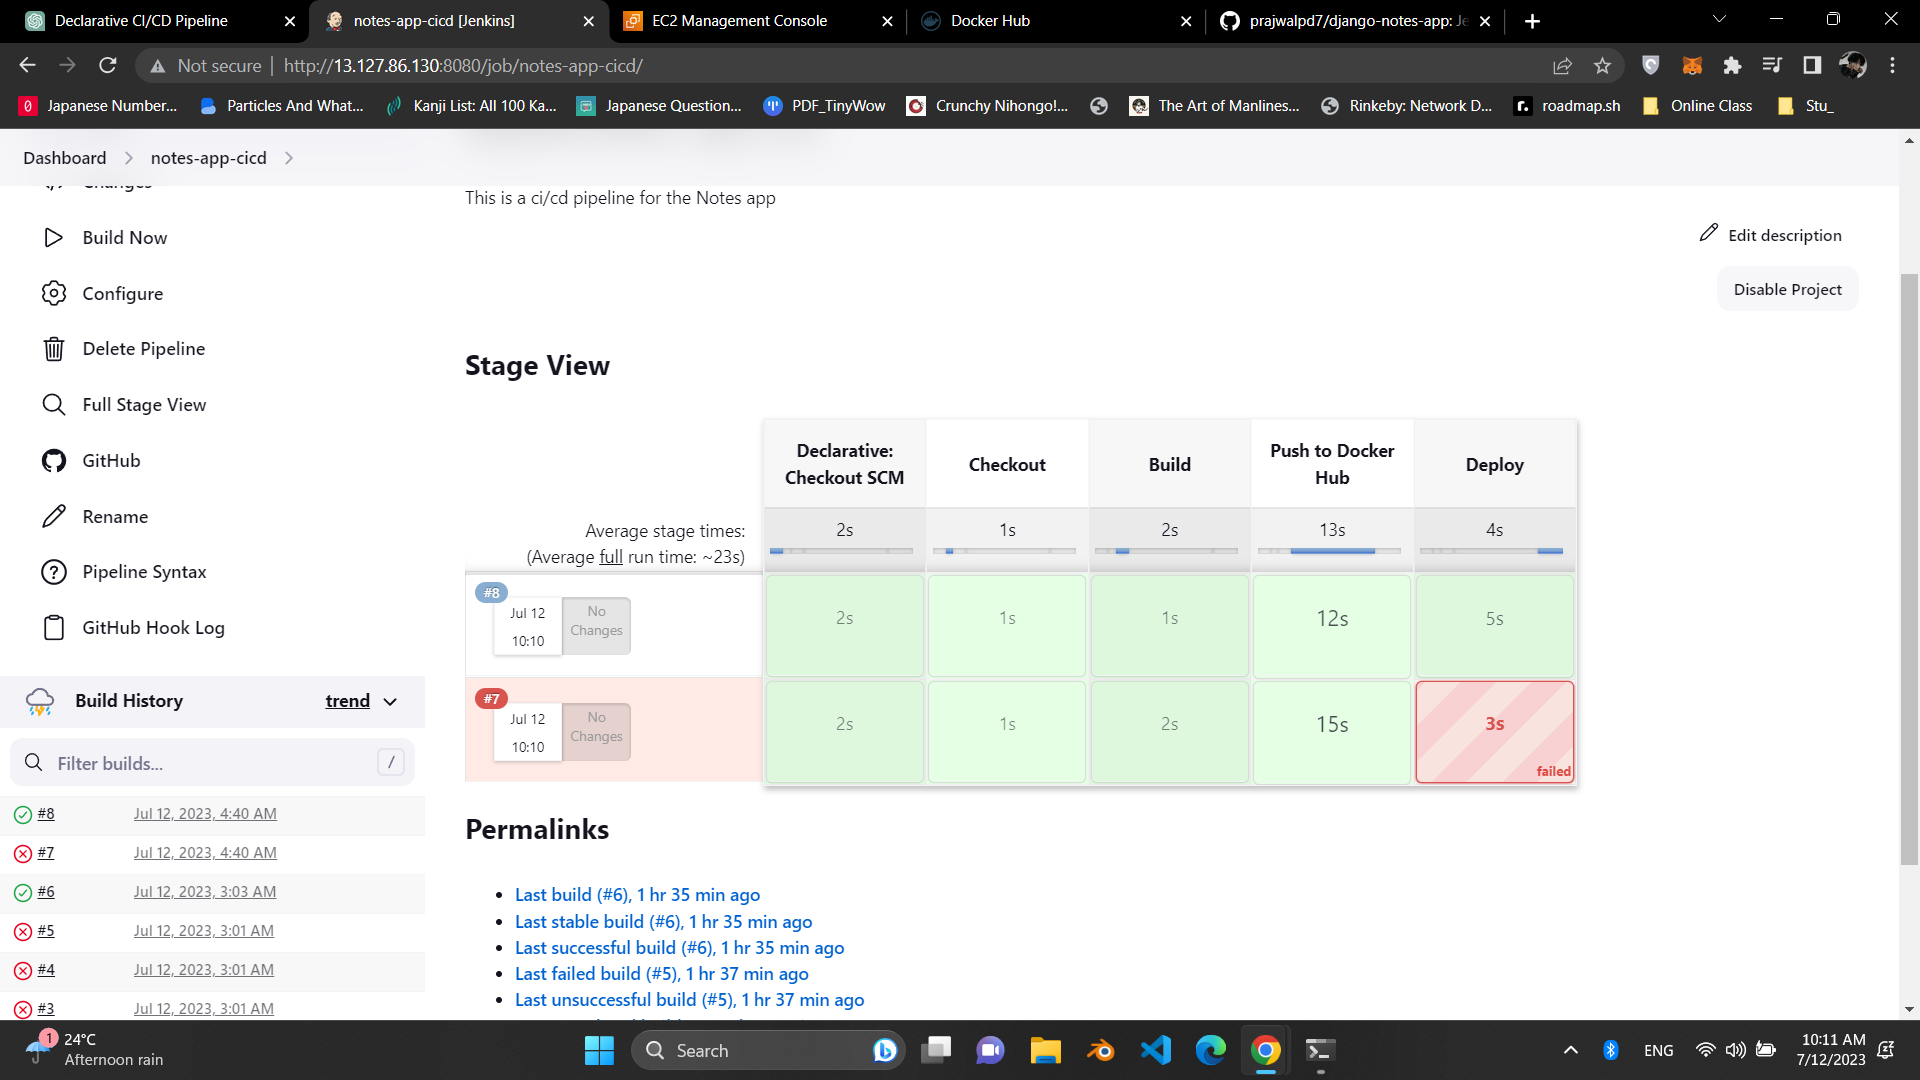 Declarative CI/CD Pipeline
notes-app-cicd [Jenkins]
EC2 Management Console
Docker Hub
prajwalpd7/django-notes-app: Je
Not secure
http://13.127.86.130:8080/job/notes-app-cicd/
Japanese Number...
Particles And What...
Kanji List: All 100 Ka...
Japanese Question...
PDF_TinyWow
Crunchy Nihongo!...
The Art of Manlines...
Rinkeby: Network D...
roadmap.sh
Online Class
Stu_
Dashboard
notes-app-cicd
Changes
Build Now
Configure
Delete Pipeline
Full Stage View
GitHub
Rename
Pipeline Syntax
GitHub Hook Log
Build History
trend
Filter builds...
/
#8 Jul 12, 2023, 4:40 AM
#7 Jul 12, 2023, 4:40 AM
#6 Jul 12, 2023, 3:03 AM
#5 Jul 12, 2023, 3:01 AM
#4 Jul 12, 2023, 3:01 AM
#3 Jul 12, 2023, 3:01 AM
This is a ci/cd pipeline for the Notes app
Edit description
Disable Project
Stage View
Declarative:
Checkout SCM
Checkout
Build
Push to Docker
Hub
Deploy
Average stage times:
(Average full run time: ~23s)
2s 1s 2s 13s 4s
#8
Jul 12
10:10
No
Changes
2s 1s 1s 12s 5s
#7
Jul 12
10:10
No
Changes
2s 1s 2s 15s 3s
failed
Permalinks
Last build (#6), 1 hr 35 min ago
Last stable build (#6), 1 hr 35 min ago
Last successful build (#6), 1 hr 35 min ago
Last failed build (#5), 1 hr 37 min ago
Last unsuccessful build (#5), 1 hr 37 min ago
1
24°C
Afternoon rain
Search
ENG
10:11 AM
7/12/2023